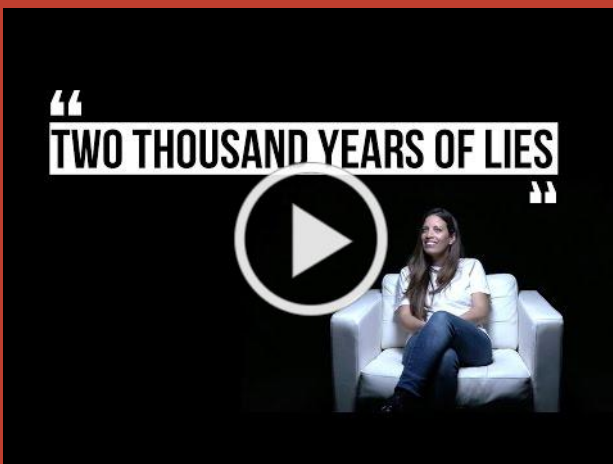 “
TWO THOUSAND YEARS OF LIES
”